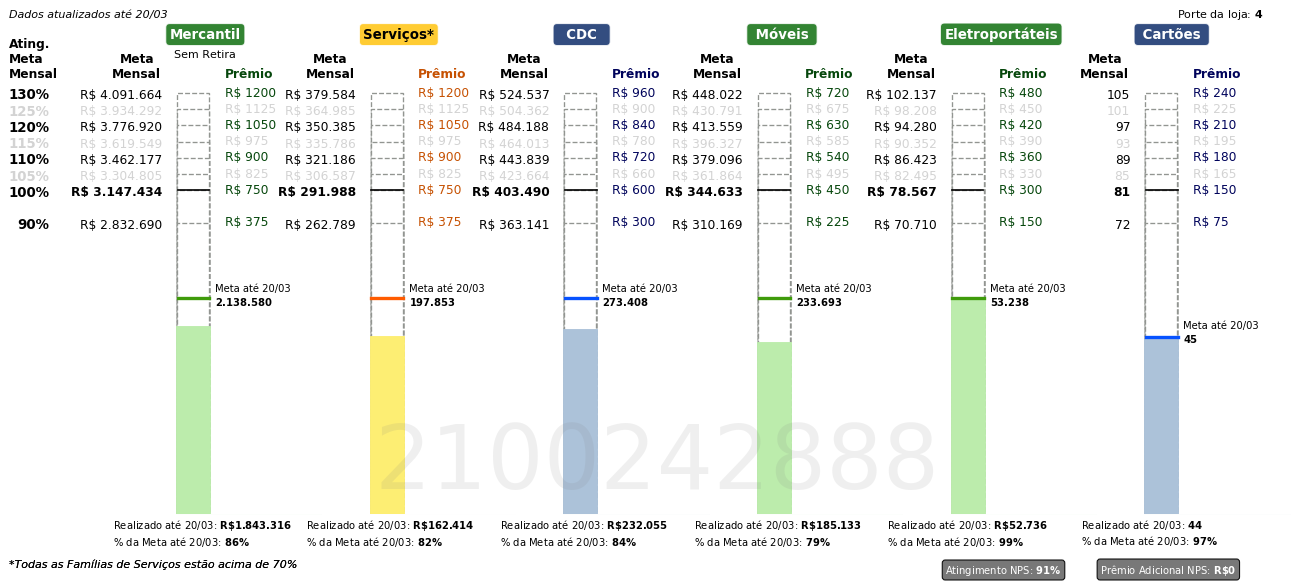 Dados atualizados até 20/03
Porte da loja: 4
Mercantil Serviços* CDC Móveis Eletroportáteis Cartões
Sem Retira
Ating. Meta Mensal
Meta Mensal Prêmio Meta Mensal Prêmio Meta Mensal Prêmio Meta Mensal Prêmio Meta Mensal Prêmio Meta Mensal Prêmio
130% R$ 4.091.664 R$ 1200 R$ 379.584 R$ 1200 R$ 524.537 R$ 960 R$ 448.022 R$ 720 R$ 102.137 R$ 480 105 R$ 240
125% R$ 3.934.292 R$ 1125 R$ 364.985 R$ 1125 R$ 504.362 R$ 900 R$ 430.791 R$ 675 R$ 98.208 R$ 450 101 R$ 225
120% R$ 3.776.920 R$ 1050 R$ 350.385 R$ 1050 R$ 484.188 R$ 840 R$ 413.559 R$ 630 R$ 94.280 R$ 420 97 R$ 210
115% R$ 3.619.549 R$ 975 R$ 335.786 R$ 975 R$ 464.013 R$ 780 R$ 396.327 R$ 585 R$ 90.352 R$ 390 93 R$ 195
110% R$ 3.462.177 R$ 900 R$ 321.186 R$ 900 R$ 443.839 R$ 720 R$ 379.096 R$ 540 R$ 86.423 R$ 360 89 R$ 180
105% R$ 3.304.805 R$ 825 R$ 306.587 R$ 825 R$ 423.664 R$ 660 R$ 361.864 R$ 495 R$ 82.495 R$ 330 85 R$ 165
100% R$ 3.147.434 R$ 750 R$ 291.988 R$ 750 R$ 403.490 R$ 600 R$ 344.633 R$ 450 R$ 78.567 R$ 300 81 R$ 150
90% R$ 2.832.690 R$ 375 R$ 262.789 R$ 375 R$ 363.141 R$ 300 R$ 310.169 R$ 225 R$ 70.710 R$ 150 72 R$ 75
Meta até 20/03 Meta até 20/03 Meta até 20/03 Meta até 20/03 Meta até 20/03
2.138.580 197.853 273.408 233.693 53.238
Meta até 20/03
45
2100242888
Realizado até 20/03: R$1.843.316 Realizado até 20/03: R$162.414 Realizado até 20/03: R$232.055 Realizado até 20/03: R$185.133 Realizado até 20/03: R$52.736 Realizado até 20/03: 44
% da Meta até 20/03: 86% % da Meta até 20/03: 82% % da Meta até 20/03: 84% % da Meta até 20/03: 79% % da Meta até 20/03: 99% % da Meta até 20/03: 97%
*Todas as Famílias de Serviços estão acima de 70%
Atingimento NPS: 91% Prêmio Adicional NPS: R$0